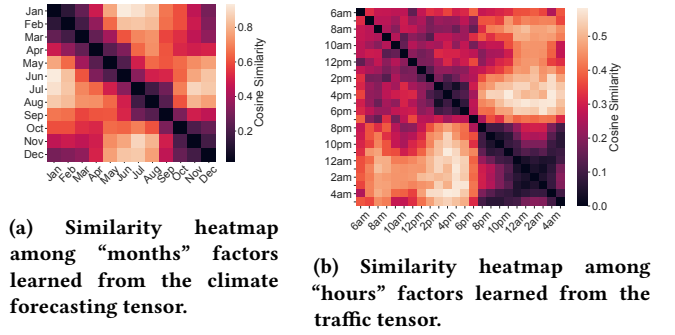 Jan
Feb
Mar
Apr
May
Jun
Jul
Aug
Sep
Oct
Nov
Dec
Jan
Feb
Mar
Apr
May
Jun
Jul
Aug
Sep
Oct
Nov
Dec
0.8
0.6
0.4
0.2
Cosine Similarity
(a) Similarity heatmap
among “months” factors
learned from the climate
forecasting tensor.
6am
8am
10am
12pm
2pm
4pm
6pm
8pm
10pm
12am
2am
4am
6am
8am
10am
12pm
2pm
4pm
6pm
8pm
10pm
12am
2am
4am
0.5
0.4
0.3
0.2
0.1
0.0
Cosine Similarity
(b) Similarity heatmap among
“hours” factors learned from the
traffic tensor.